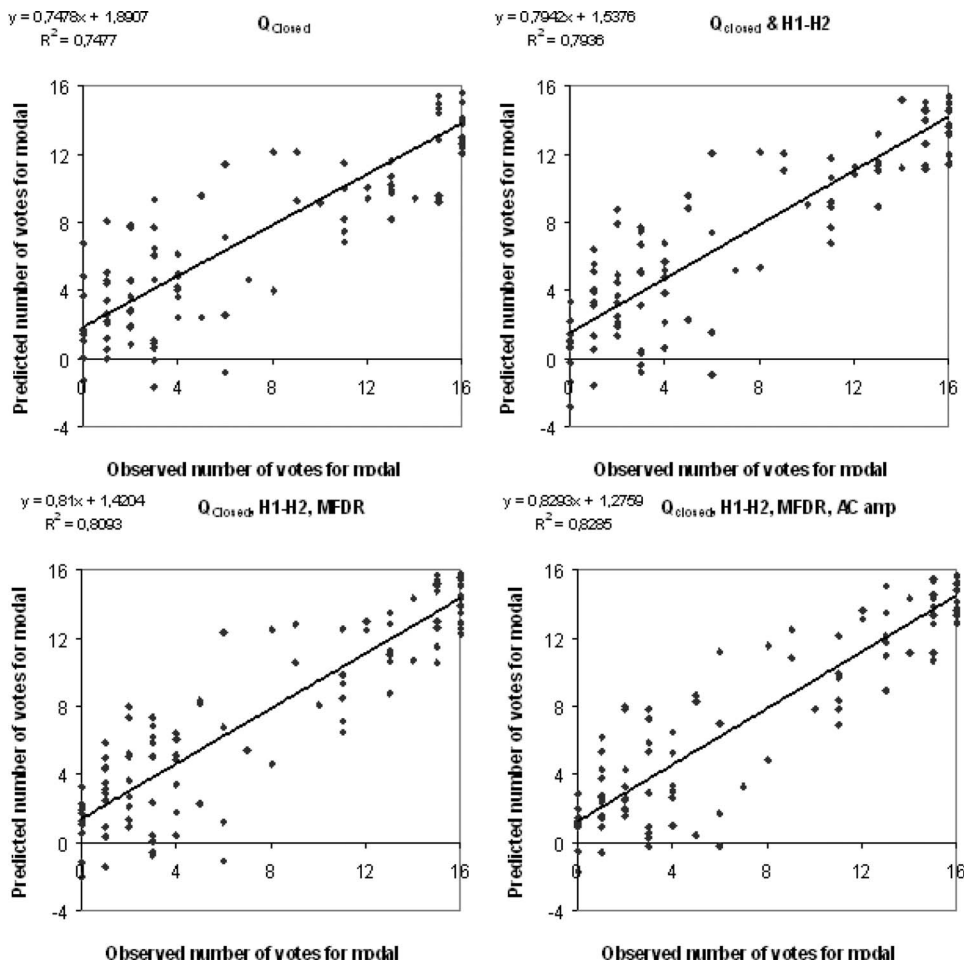 y = 0,7478x + 1,8907
R² = 0,7477
Q Closed
Predicted number of votes for modal
16
12
8
4
0
-4
0 4 8 12 16
Observed number of votes for modal
y = 0,7942x + 1,5376
R² = 0,7936
Q closed & H1-H2
Predicted number of votes for modal
16
12
8
4
0
-4
0 4 8 12 16
Observed number of votes for modal
y = 0,81x + 1,4204
R² = 0,8093
Q Closed, H1-H2, MFDR
Predicted number of votes for modal
16
12
8
4
0
-4
0 4 8 12 16
Observed number of votes for modal
y = 0,8293x + 1,2759
R² = 0,8285
Q closed, H1-H2, MFDR, AC amp
Predicted number of votes for modal
16
12
8
4
0
-4
0 4 8 12 16
Observed number of votes for modal